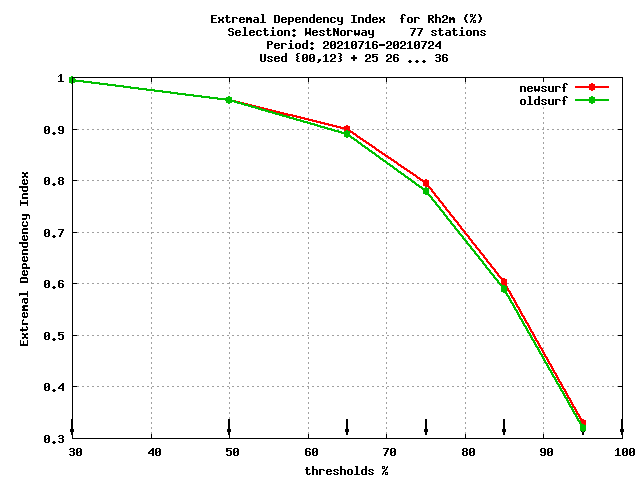 Extremal Dependency Index  for Rh2m (%)
Selection: WestNorway     77 stations
Period: 20210716-20210724
Used {00,12} + 25 26 ... 36
newsurf
oldsurf
1
0.9
0.8
0.7
0.6
0.5
0.4
0.3
Extremal Dependency Index
30 40 50 60 70 80 90 100
thresholds %